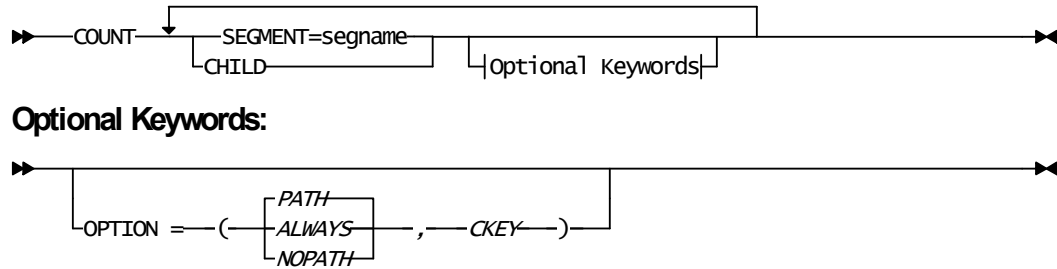 COUNT SEGMENT=segname
CHILD Optional Keywords
Optional Keywords:
PATH
OPTION = ( ALWAYS , CKEY )
NOPATH